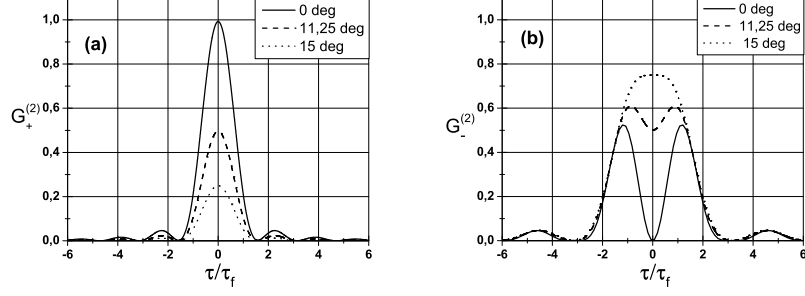 (a)
0 deg
11,25 deg
15 deg
G₊⁽²⁾
1,0
0,8
0,6
0,4
0,2
0,0
-6 -4 -2 0 2 4 6
τ/τf
(b)
0 deg
11,25 deg
15 deg
G₋⁽²⁾
1,0
0,8
0,6
0,4
0,2
0,0
-6 -4 -2 0 2 4 6
τ/τf